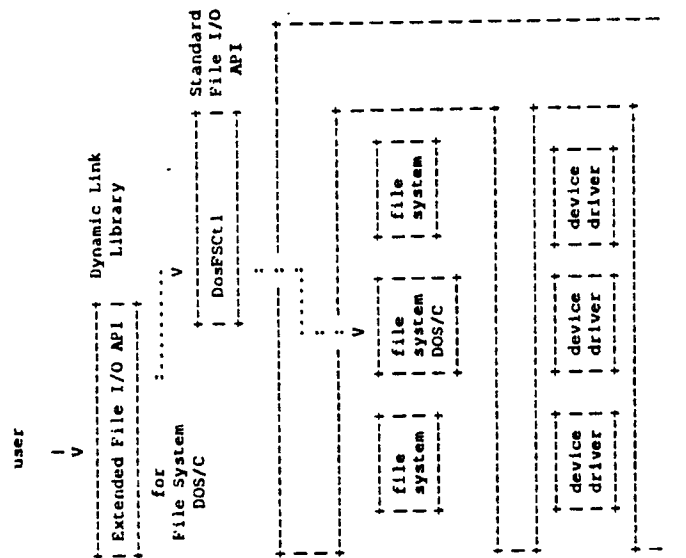 user
V
Extended File I/O API
Dynamic Link
Library
for
File System
DOS/C
V
DosFSCtl
Standard
File I/O
API
V
file
system
file
system
DOS/C
file
system
device
driver
device
driver
device
driver